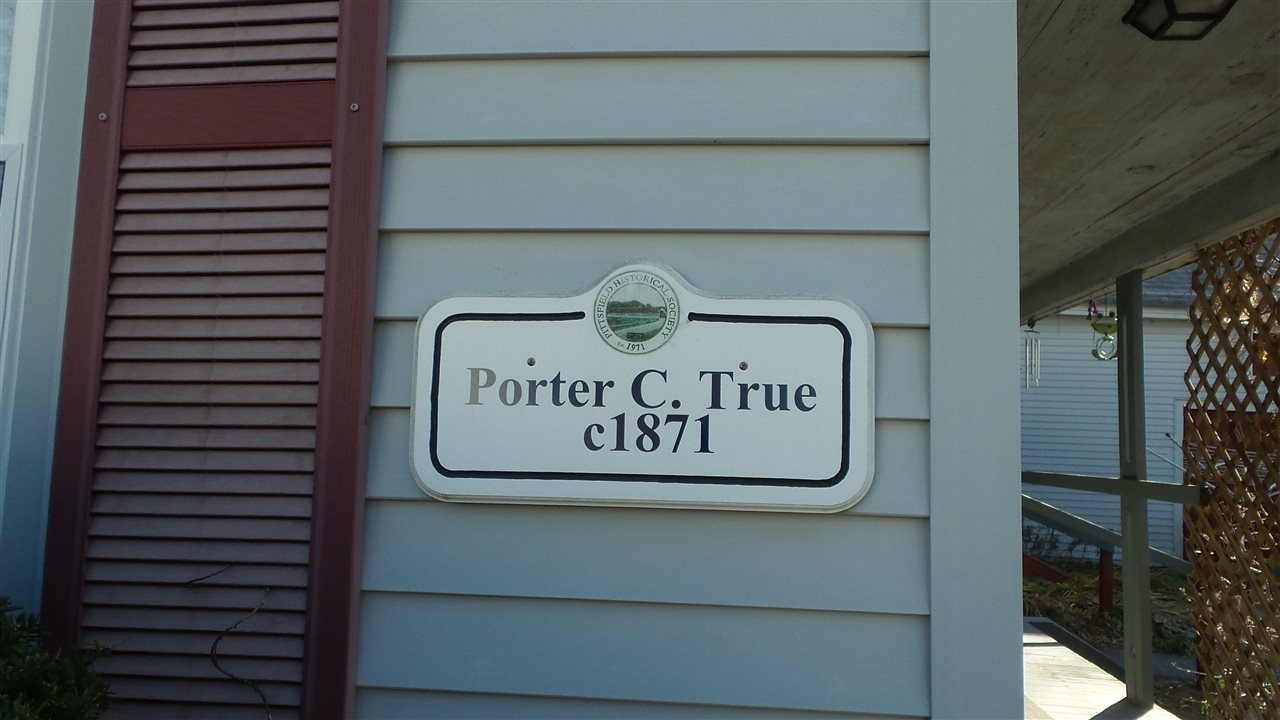 PITTSFIELD HISTORICAL SOCIETY
Est. 1971
Porter C. True
c1871